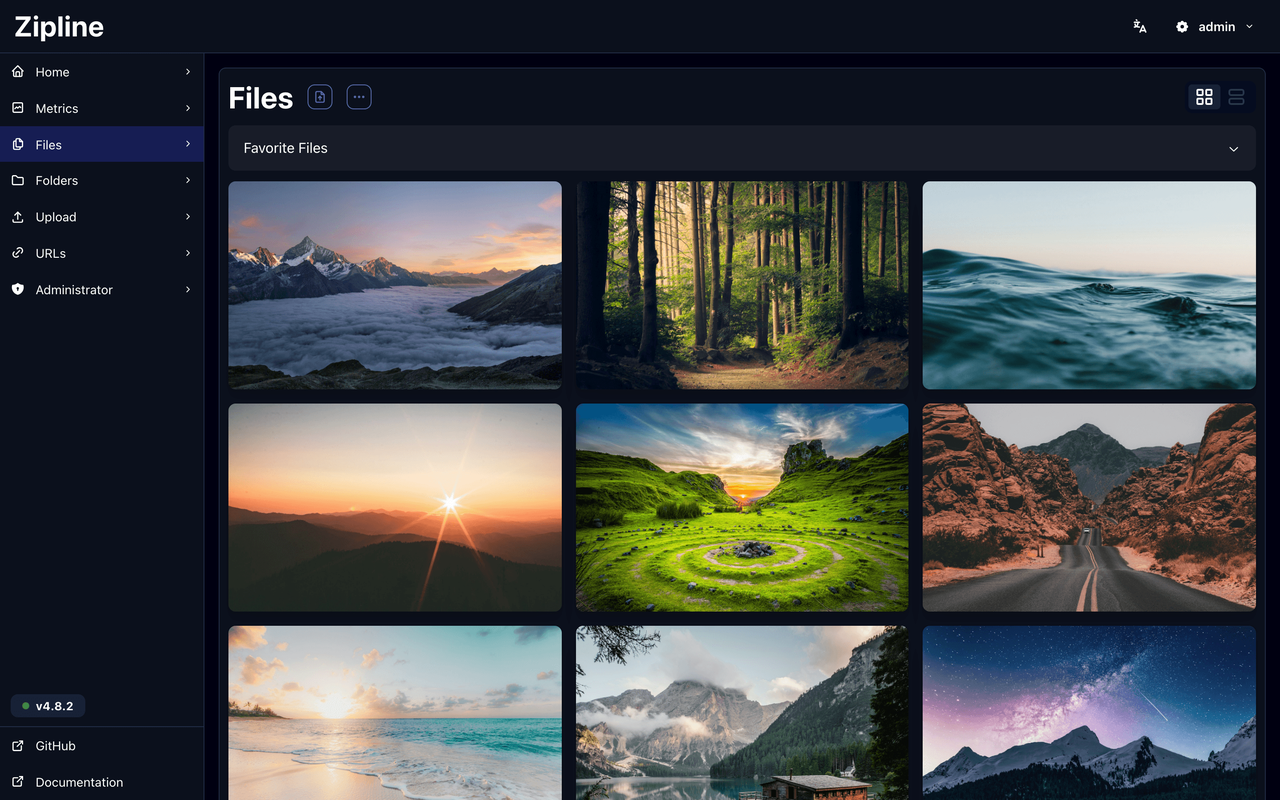 Zipline
admin
Home
Metrics
Files
Folders
Upload
URLs
Administrator
v4.8.2
GitHub
Documentation
Files
Favorite Files